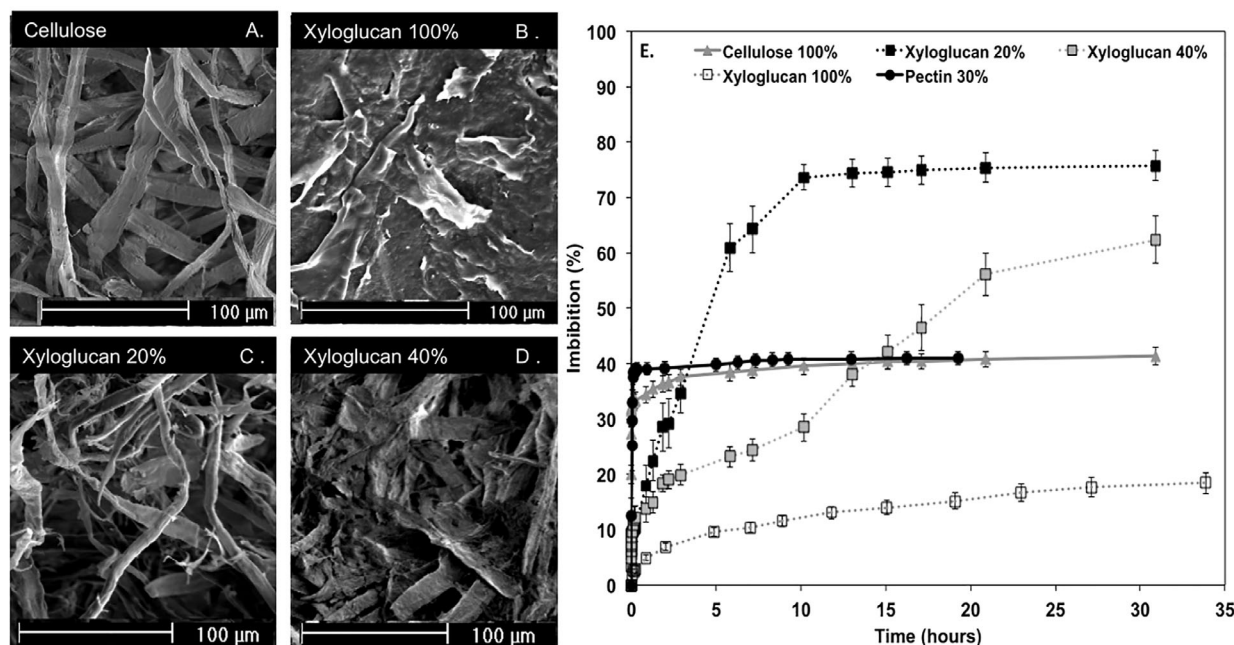 Cellulose A.
Xyloglucan 100% B .
100 µm
100 µm
Xyloglucan 20% C .
Xyloglucan 40% D .
100 µm
100 µm
E.
Cellulose 100% Xyloglucan 20% Xyloglucan 40%
Xyloglucan 100% Pectin 30%
Imbibition (%)
100
90
80
70
60
50
40
30
20
10
0
0 5 10 15 20 25 30 35
Time (hours)